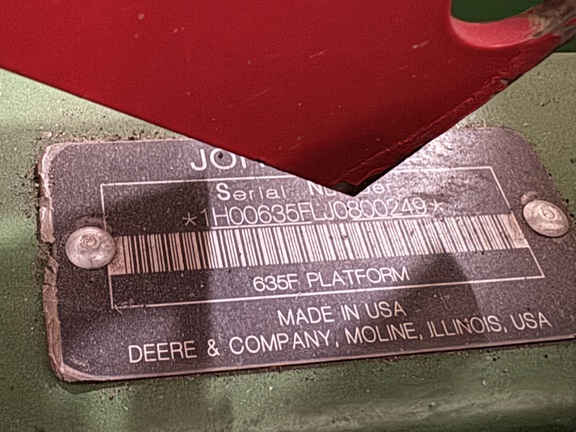 Serial Number
*1H00635FLJ0800249*
635F PLATFORM
MADE IN USA
DEERE & COMPANY, MOLINE, ILLINOIS, USA